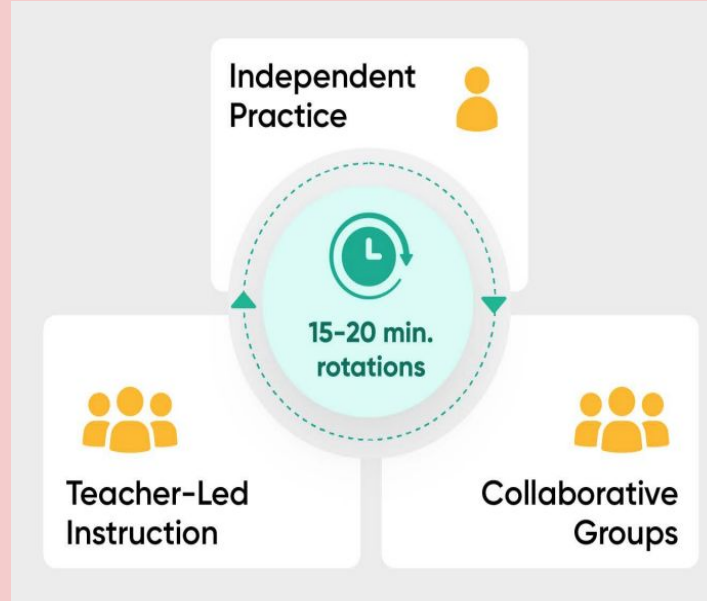 Independent
Practice
15-20 min.
rotations
Teacher-Led
Instruction
Collaborative
Groups